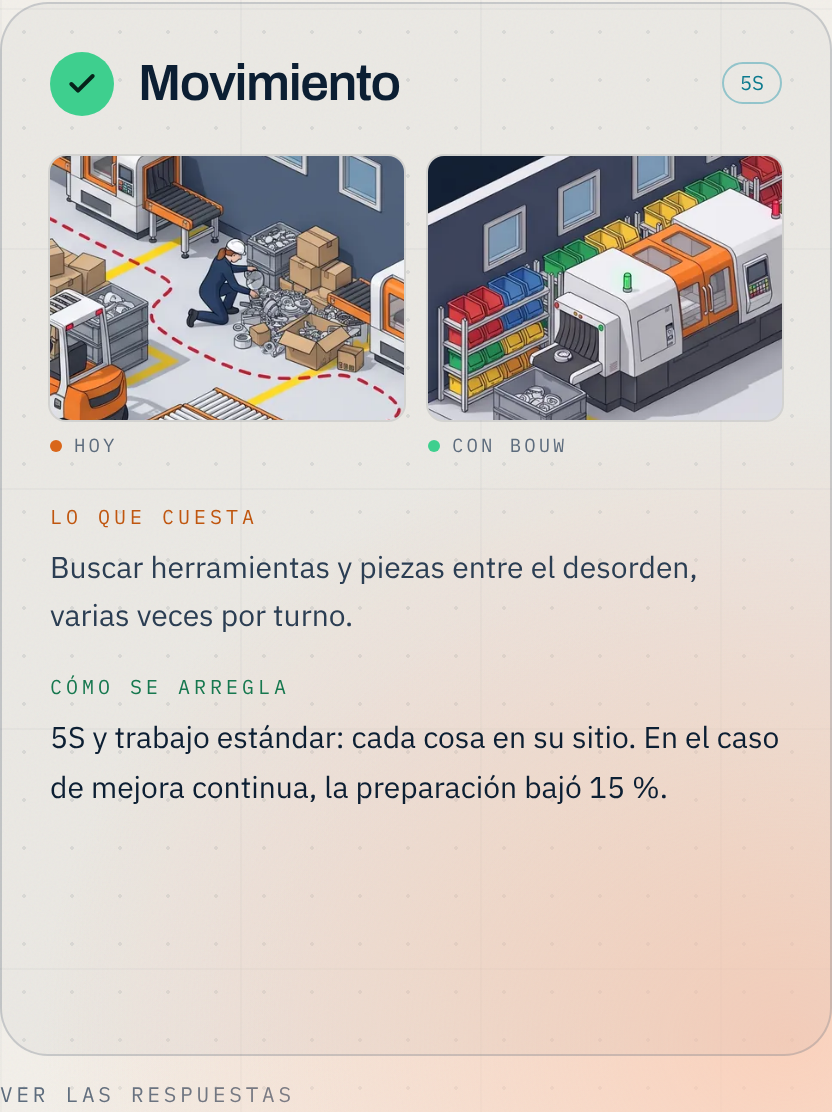 Movimiento
5S
HOY
CON BOUW
LO QUE CUESTA
Buscar herramientas y piezas entre el desorden,
varias veces por turno.
CÓMO SE ARREGLA
5S y trabajo estándar: cada cosa en su sitio. En el caso
de mejora continua, la preparación bajó 15 %.
VER LAS RESPUESTAS